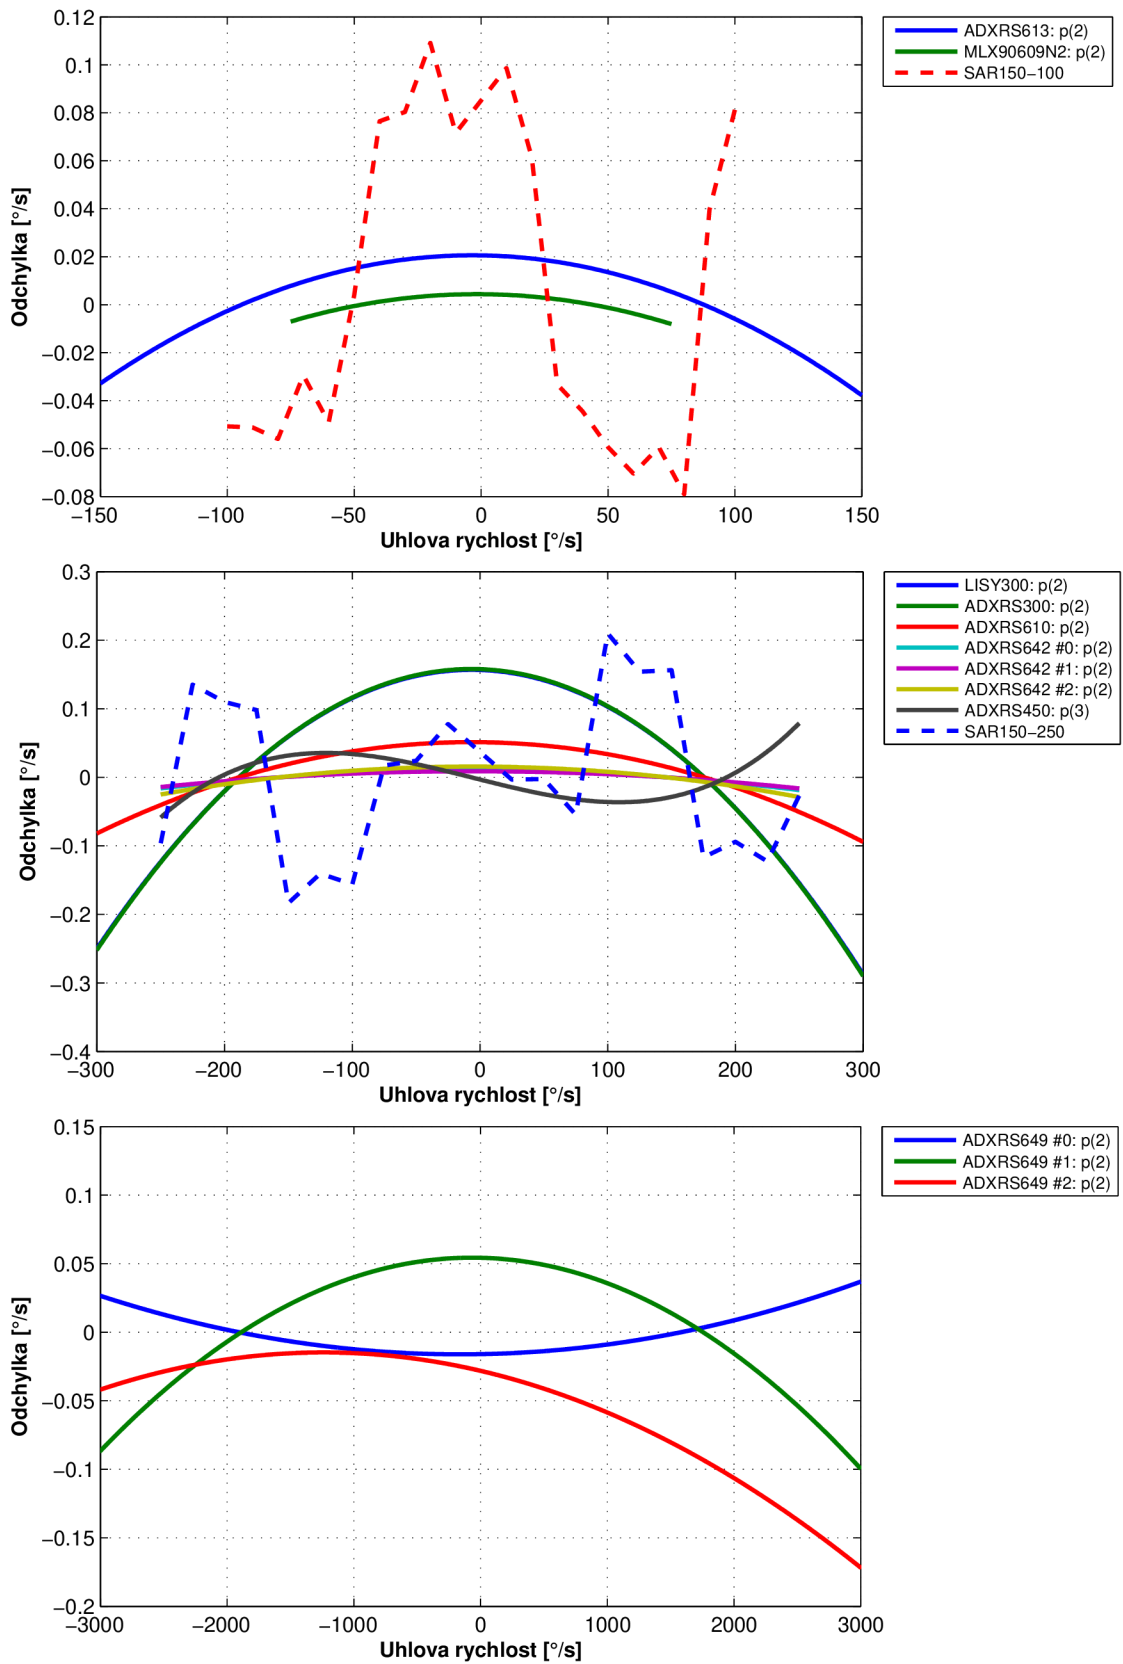 0.12
0.1
0.08
0.06
0.04
0.02
0
−0.02
−0.04
−0.06
−0.08
−150
−100
−50
0
50
100
150
Uhlova rychlost [°/s]
Odchylka [°/s]
ADXRS613: p(2)
MLX90609N2: p(2)
SAR150−100
0.3
0.2
0.1
0
−0.1
−0.2
−0.3
−0.4
−300
−200
−100
0
100
200
300
Uhlova rychlost [°/s]
Odchylka [°/s]
LISY300: p(2)
ADXRS300: p(2)
ADXRS610: p(2)
ADXRS642 #0: p(2)
ADXRS642 #1: p(2)
ADXRS642 #2: p(2)
ADXRS450: p(3)
SAR150−250
0.15
0.1
0.05
0
−0.05
−0.1
−0.15
−0.2
−3000
−2000
−1000
0
1000
2000
3000
Uhlova rychlost [°/s]
Odchylka [°/s]
ADXRS649 #0: p(2)
ADXRS649 #1: p(2)
ADXRS649 #2: p(2)